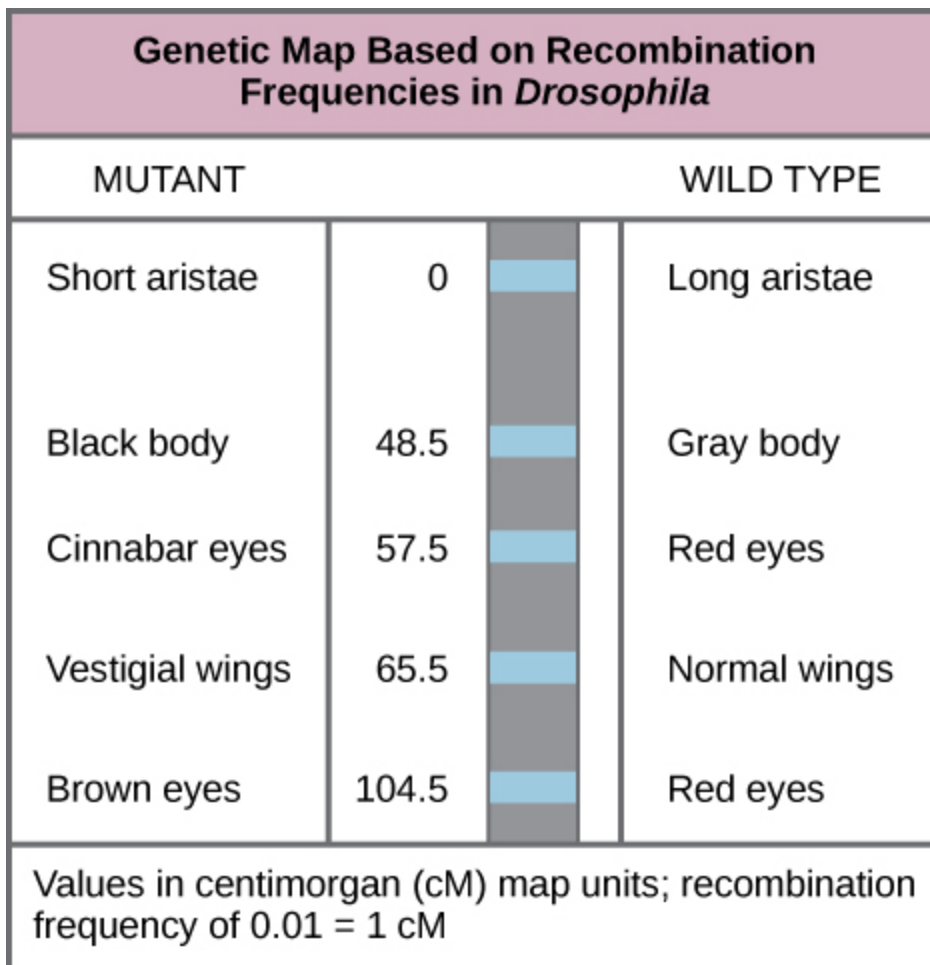 Genetic Map Based on Recombination
Frequencies in Drosophila
MUTANT WILD TYPE
Short aristae 0 Long aristae
Black body 48.5 Gray body
Cinnabar eyes 57.5 Red eyes
Vestigial wings 65.5 Normal wings
Brown eyes 104.5 Red eyes
Values in centimorgan (cM) map units; recombination
frequency of 0.01 = 1 cM